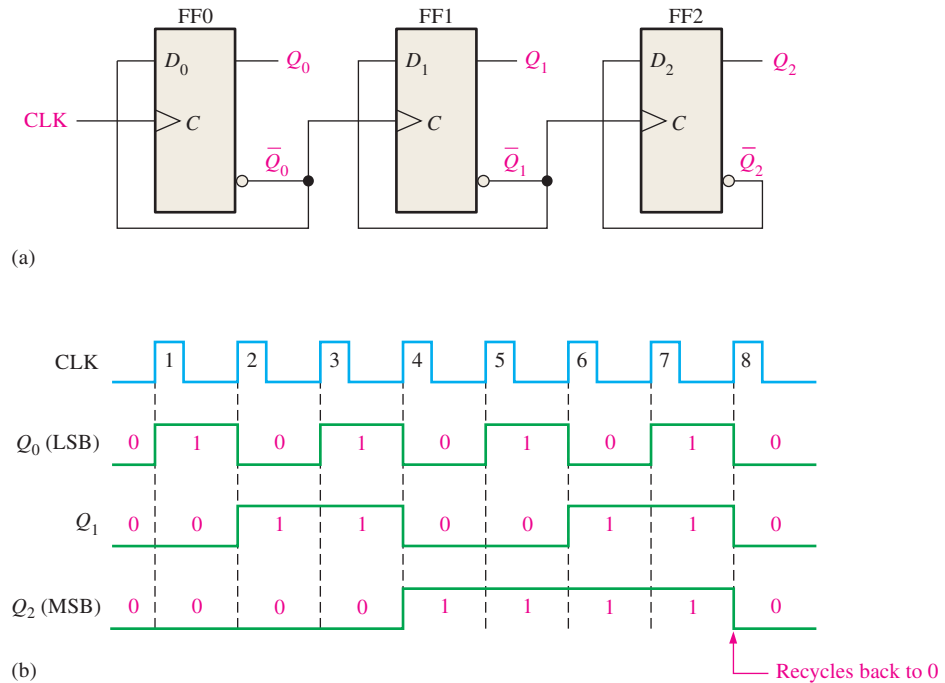 FF0 FF1 FF2
D₀ Q₀ D₁ Q₁ D₂ Q₂
CLK C C C
Q̅₀ Q̅₁ Q̅₂
(a)
CLK 1 2 3 4 5 6 7 8
Q₀ (LSB) 0 1 0 1 0 1 0 1 0
Q₁ 0 0 1 1 0 0 1 1 0
Q₂ (MSB) 0 0 0 0 1 1 1 1 0
(b) Recycles back to 0